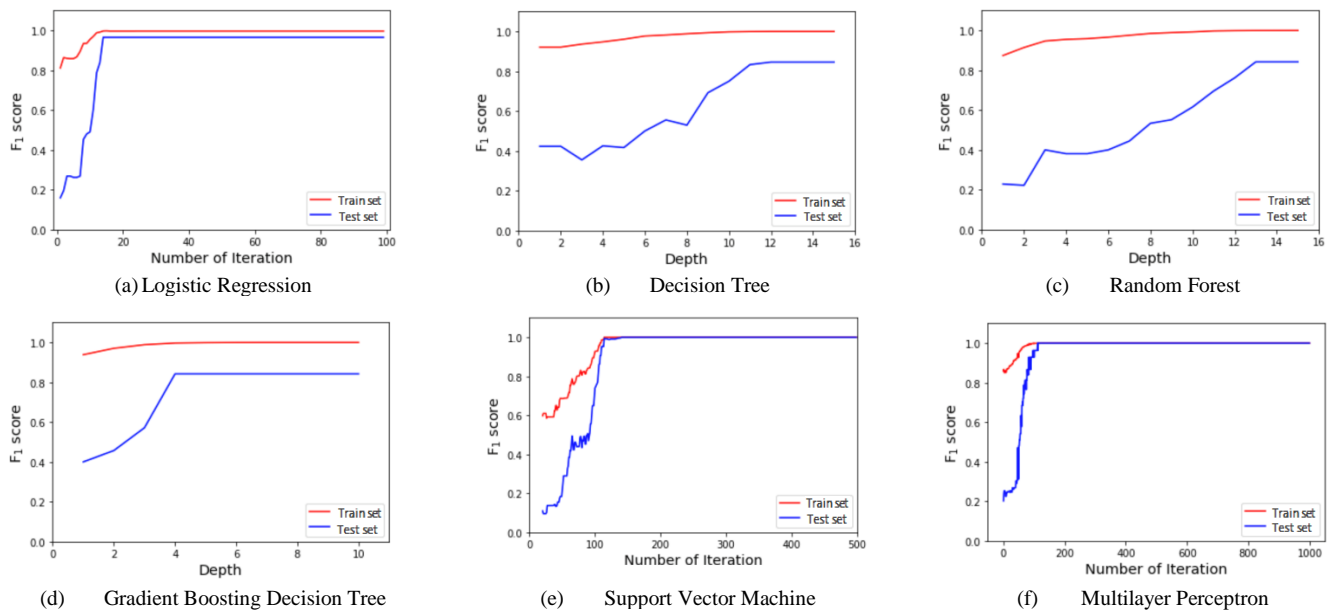 F1 score
1.0
0.8
0.6
0.4
0.2
0.0
0 20 40 60 80 100
Number of Iteration
Train set
Test set
(a) Logistic Regression
F1 score
1.0
0.8
0.6
0.4
0.2
0.0
0 2 4 6 8 10 12 14 16
Depth
Train set
Test set
(b) Decision Tree
F1 score
1.0
0.8
0.6
0.4
0.2
0.0
0 2 4 6 8 10 12 14 16
Depth
Train set
Test set
(c) Random Forest
F1 score
1.0
0.8
0.6
0.4
0.2
0.0
0 2 4 6 8 10
Depth
Train set
Test set
(d) Gradient Boosting Decision Tree
F1 score
1.0
0.8
0.6
0.4
0.2
0.0
0 100 200 300 400 500
Number of Iteration
Train set
Test set
(e) Support Vector Machine
F1 score
1.0
0.8
0.6
0.4
0.2
0.0
0 200 400 600 800 1000
Number of Iteration
Train set
Test set
(f) Multilayer Perceptron